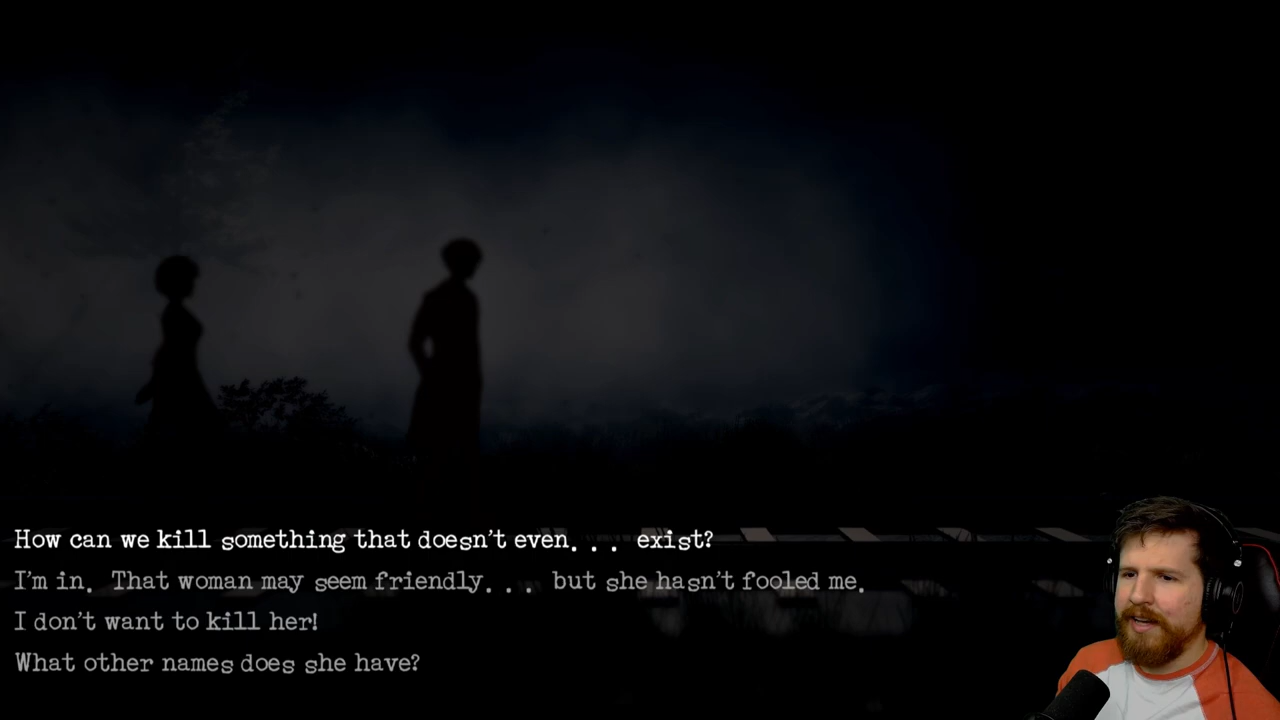 How can we kill something that doesn't even. . . exist?
I'm in. That woman may seem friendly. . . but she hasn't fooled me.
I don't want to kill her!
What other names does she have?